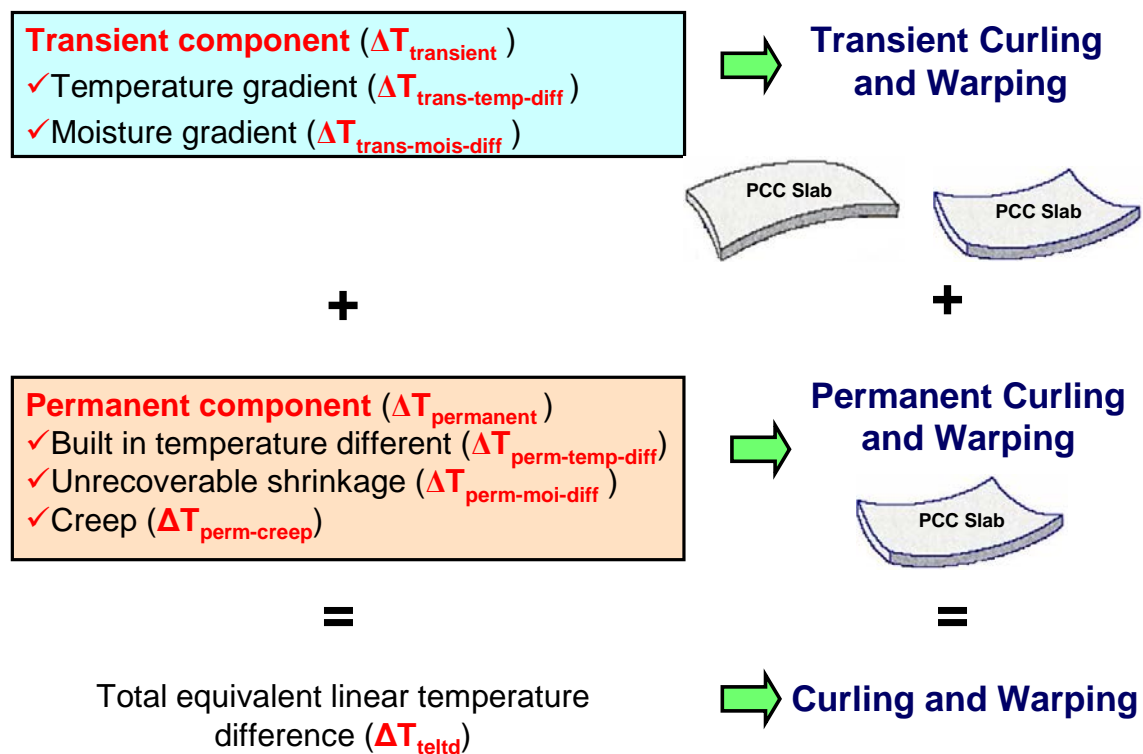 Transient component (ΔTtransient )
✓Temperature gradient (ΔTtrans-temp-diff )
✓Moisture gradient (ΔTtrans-mois-diff )
Transient Curling
and Warping
PCC Slab
PCC Slab
+
+
Permanent component (ΔTpermanent )
✓Built in temperature different (ΔTperm-temp-diff)
✓Unrecoverable shrinkage (ΔTperm-moi-diff )
✓Creep (ΔTperm-creep)
Permanent Curling
and Warping
PCC Slab
=
=
Total equivalent linear temperature
difference (ΔTteltd)
Curling and Warping